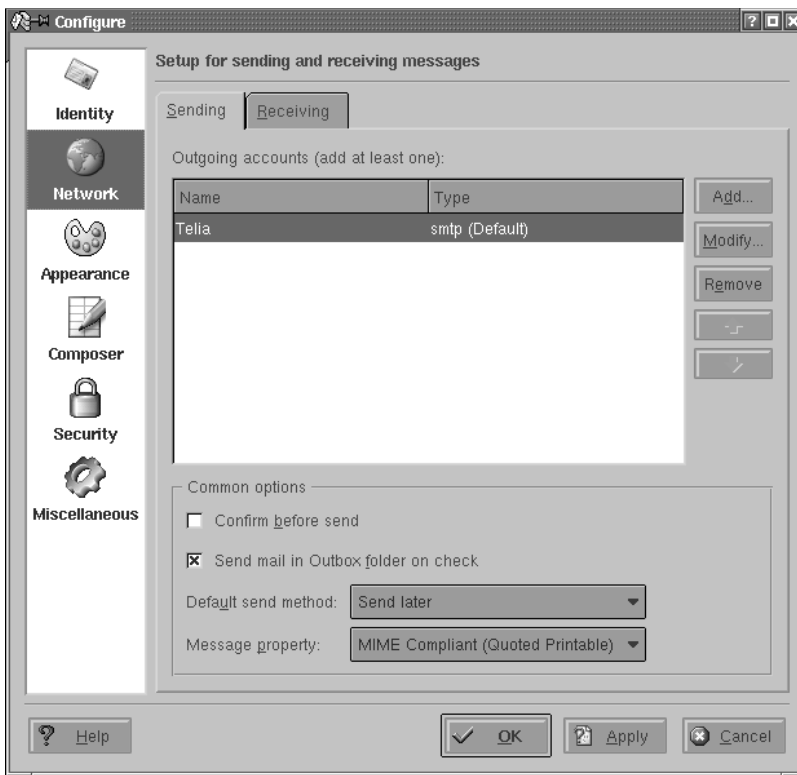 Configure
Setup for sending and receiving messages
Identity
Network
Appearance
Composer
Security
Miscellaneous
Sending
Receiving
Outgoing accounts (add at least one):
Name Type
Telia smtp (Default)
Add...
Modify...
Remove
Common options
Confirm before send
Send mail in Outbox folder on check
Default send method: Send later
Message property: MIME Compliant (Quoted Printable)
? Help
OK
Apply
Cancel